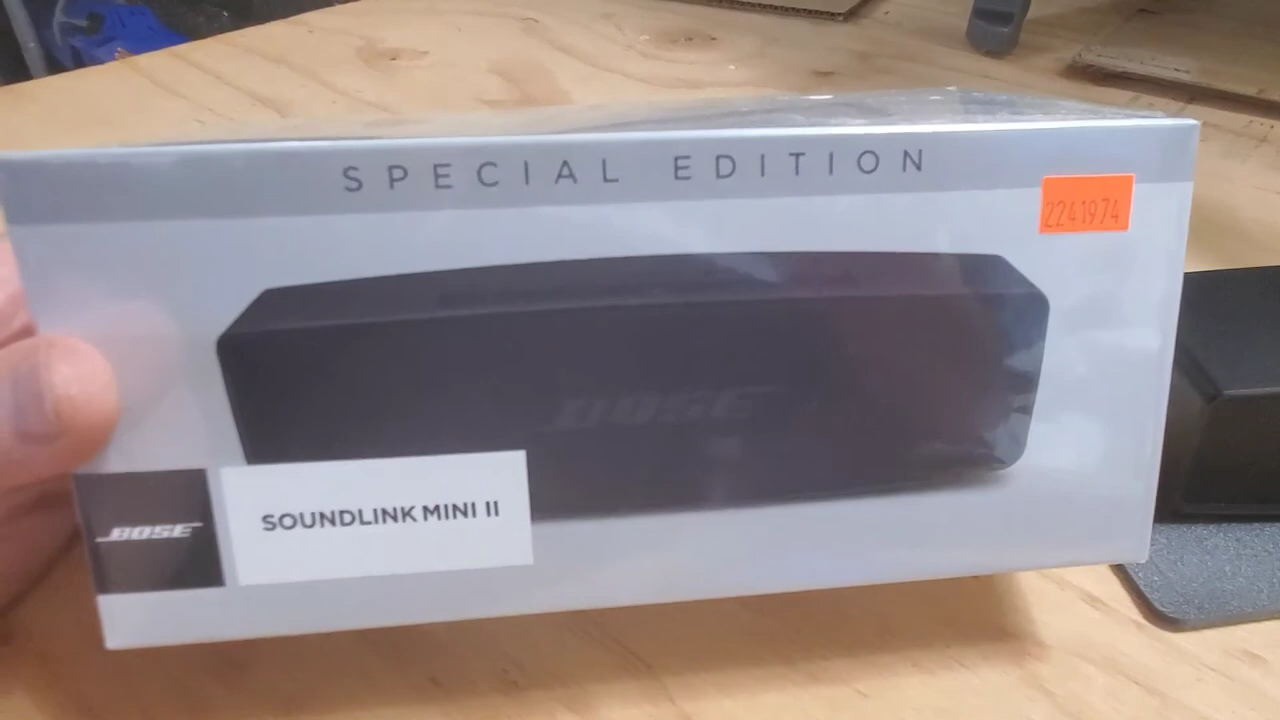 SPECIAL EDITION
2241974
BOSE
BOSE
SOUNDLINK MINI II